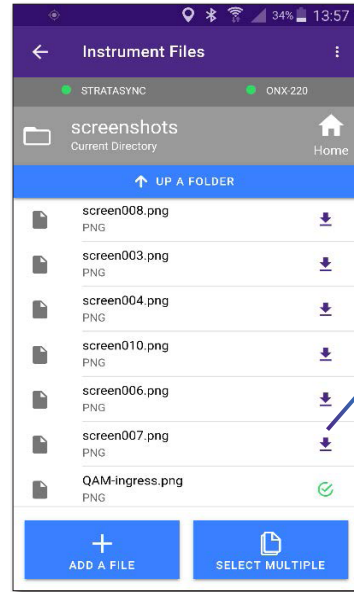 34% 13:57
Instrument Files
STRATASYNC ONX-220
screenshots
Current Directory
Home
UP A FOLDER
screen008.png
PNG
screen003.png
PNG
screen004.png
PNG
screen010.png
PNG
screen006.png
PNG
screen007.png
PNG
QAM-ingress.png
PNG
ADD A FILE SELECT MULTIPLE